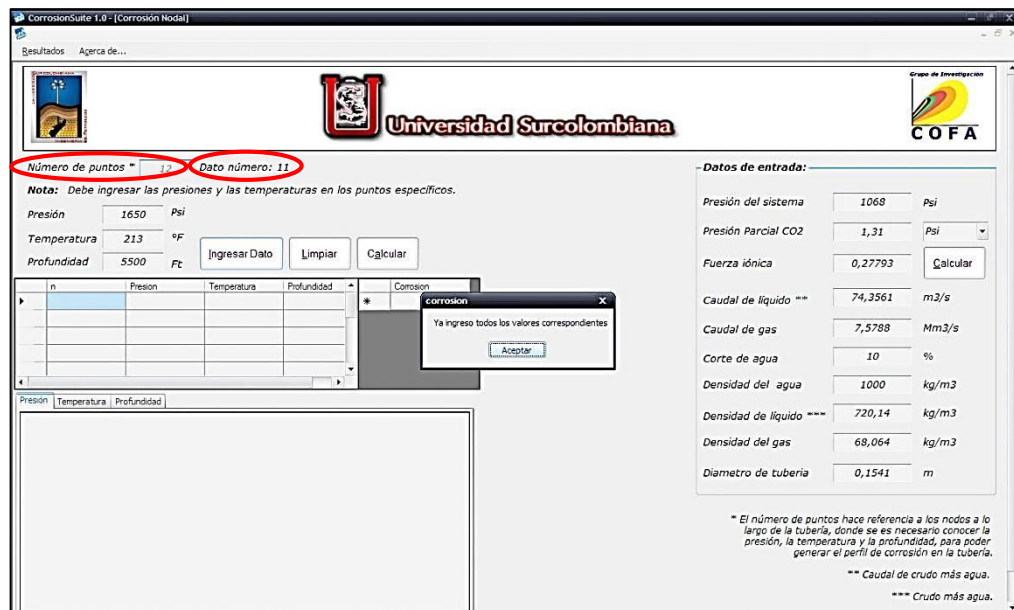 CorrosionSuite 1.0 - [Corrosión Nodal]
Resultados Acerca de...
Universidad Surcolombiana
Grupo de Investigación
COFA
Número de puntos * 12 Dato número: 11
Nota: Debe ingresar las presiones y las temperaturas en los puntos específicos.
Presión 1650 Psi
Temperatura 213 °F
Profundidad 5500 Ft
Ingresar Dato Limpiar Calcular
n Presion Temperatura Profundidad
Corrosion
corrosion X
Ya ingreso todos los valores correspondientes
Aceptar
Presión Temperatura Profundidad
Datos de entrada:
Presión del sistema 1068 Psi
Presión Parcial CO2 1,31 Psi
Fuerza iónica 0,27793 Calcular
Caudal de líquido ** 74,3561 m3/s
Caudal de gas 7,5788 Mm3/s
Corte de agua 10 %
Densidad del agua 1000 kg/m3
Densidad de líquido *** 720,14 kg/m3
Densidad del gas 68,064 kg/m3
Diametro de tuberia 0,1541 m
* El número de puntos hace referencia a los nodos a lo
largo de la tubería, donde se es necesario conocer la
presión, la temperatura y la profundidad, para poder
generar el perfil de corrosión en la tubería.
** Caudal de crudo más agua.
*** Crudo más agua.